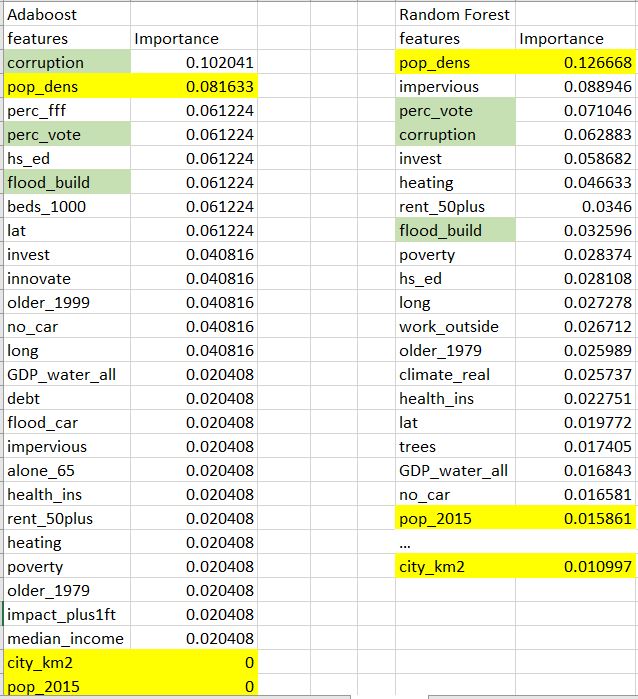 Adaboost Random Forest
features Importance features Importance
corruption 0.102041 pop_dens 0.126668
pop_dens 0.081633 impervious 0.088946
perc_fff 0.061224 perc_vote 0.071046
perc_vote 0.061224 corruption 0.062883
hs_ed 0.061224 invest 0.058682
flood_build 0.061224 heating 0.046633
beds_1000 0.061224 rent_50plus 0.0346
lat 0.061224 flood_build 0.032596
invest 0.040816 poverty 0.028374
innovate 0.040816 hs_ed 0.028108
older_1999 0.040816 long 0.027278
no_car 0.040816 work_outside 0.026712
long 0.040816 older_1979 0.025989
GDP_water_all 0.020408 climate_real 0.025737
debt 0.020408 health_ins 0.022751
flood_car 0.020408 lat 0.019772
impervious 0.020408 trees 0.017405
alone_65 0.020408 GDP_water_all 0.016843
health_ins 0.020408 no_car 0.016581
rent_50plus 0.020408 pop_2015 0.015861
heating 0.020408 ...
poverty 0.020408 city_km2 0.010997
older_1979 0.020408
impact_plus1ft 0.020408
median_income 0.020408
city_km2 0
pop_2015 0